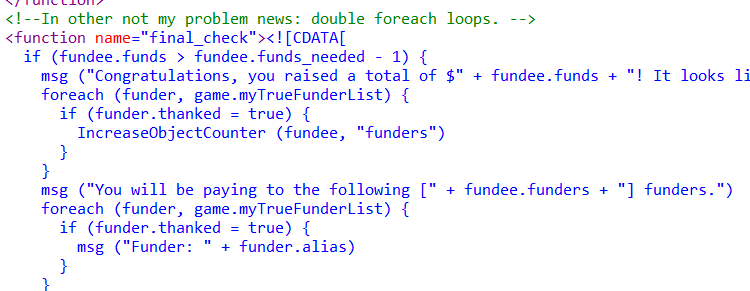 </function>
<!--In other not my problem news: double foreach loops. -->
<function name="final_check"><![CDATA[
if (fundee.funds > fundee.funds_needed - 1) {
msg ("Congratulations, you raised a total of $" + fundee.funds + "! It looks li
foreach (funder, game.myTrueFunderList) {
if (funder.thanked = true) {
IncreaseObjectCounter (fundee, "funders")
}
}
msg ("You will be paying to the following [" + fundee.funders + "] funders.")
foreach (funder, game.myTrueFunderList) {
if (funder.thanked = true) {
msg ("Funder: " + funder.alias)
}
}